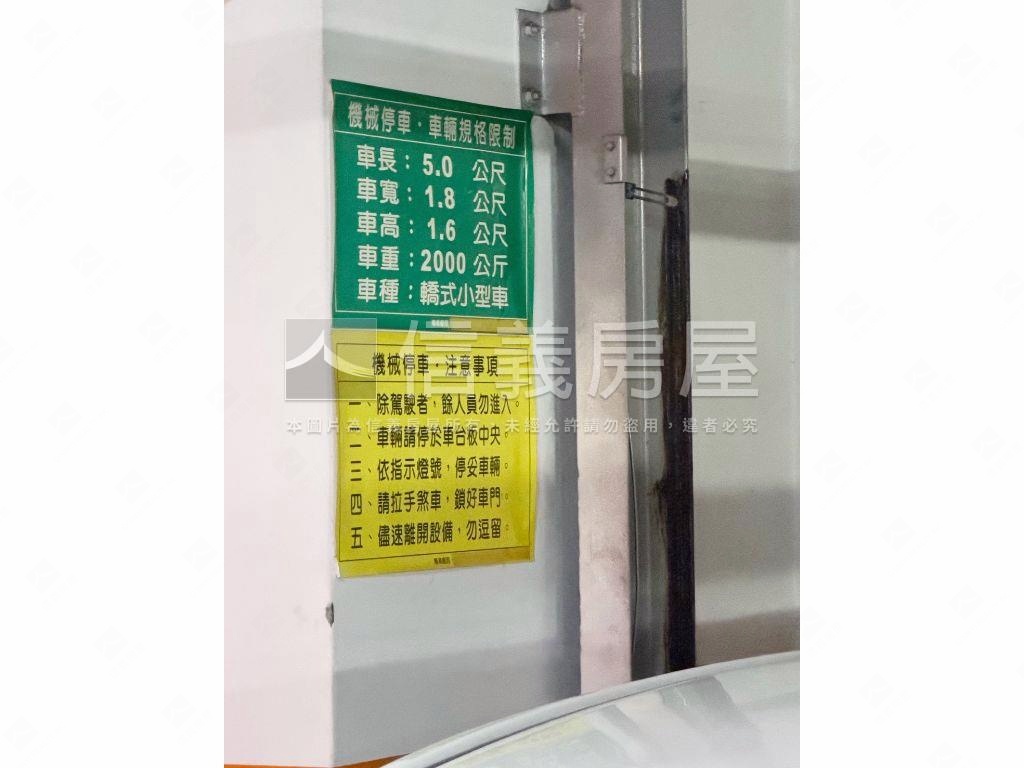 機械停車・車輛規格限制
車長：5.0 公尺
車寬：1.8 公尺
車高：1.6 公尺
車重：2000 公斤
車種：轎式小型車
信義房屋
機械停車・注意事項
一、除駕駛者，餘人員勿進入。
本圖片為信義房屋所有，未經允許請勿盜用，違者必究
二、車輛請停於車台板中央。
三、依指示燈號，停妥車輛。
四、請拉手煞車，鎖好車門。
五、儘速離開設備，勿逗留。